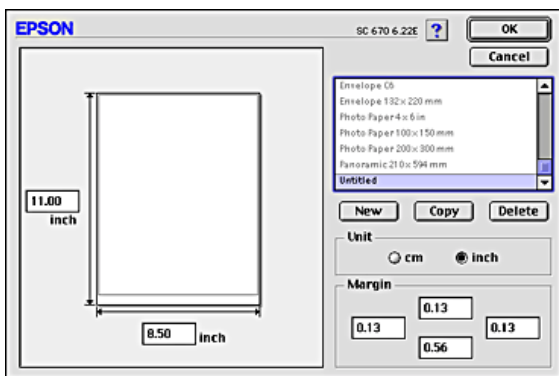 EPSON
SC 670 6.22E ? OK
Cancel
Envelope C6
Envelope 132 x 220 mm
Photo Paper 4 x 6 in
Photo Paper 100 x 150 mm
Photo Paper 200 x 300 mm
Panoramic 210 x 594 mm
Untitled
New Copy Delete
11.00
inch
8.50 inch
Unit
cm inch
Margin
0.13
0.13 0.13
0.56